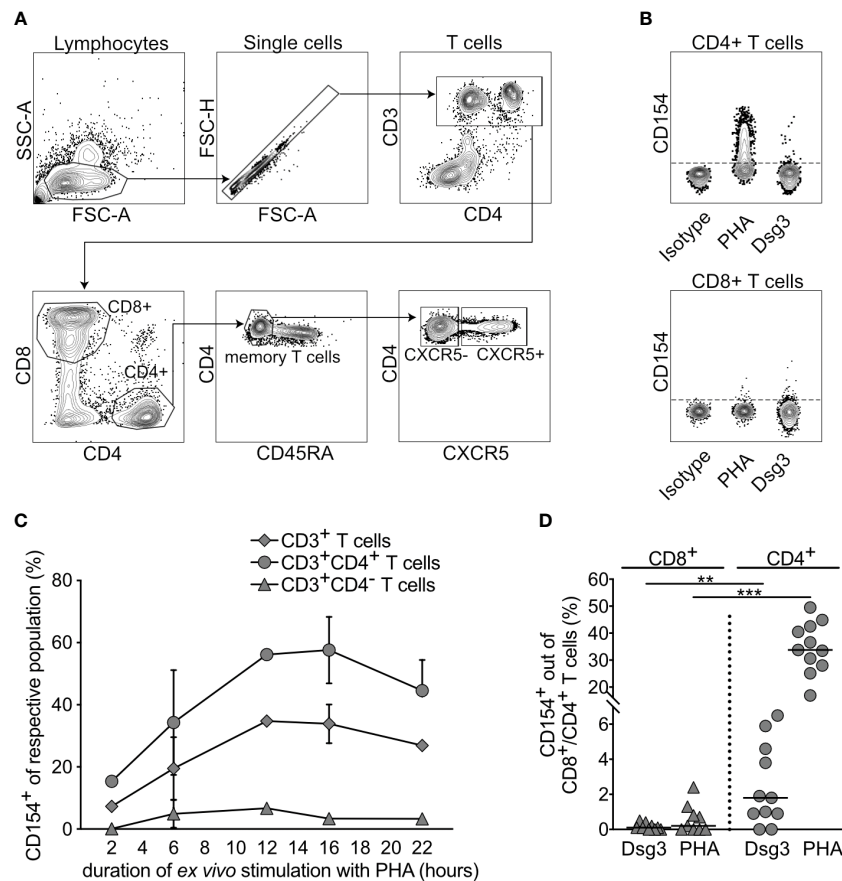 A
Lymphocytes
SSC-A
FSC-A
Single cells
FSC-H
FSC-A
T cells
CD3
CD4
CD8+
CD4+
CD8
CD4
memory T cells
CD4
CD45RA
CXCR5- CXCR5+
CD4
CXCR5
B
CD4+ T cells
CD154
Isotype PHA Dsg3
CD8+ T cells
CD154
Isotype PHA Dsg3
C
CD3+ T cells
CD3+CD4+ T cells
CD3+CD4- T cells
CD154+ of respective population (%)
80
60
40
20
0
2 4 6 8 10 12 14 16 18 20 22
duration of ex vivo stimulation with PHA (hours)
D
CD8+ CD4+
**
***
CD154+ out of
CD8+/CD4+ T cells (%)
60
50
40
30
20
6
4
2
0
Dsg3 PHA Dsg3 PHA